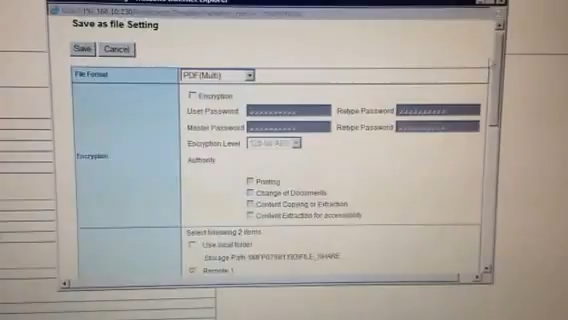 Save as file Setting
Save Cancel
File Format PDF(Multi)
Encryption
User Password Retype Password
Master Password Retype Password
Encryption Level
Encryption
Authority
Printing
Change of Documents
Content Copying or Extraction
Content Extraction for accessibility
Select following 2 items
Use local folder
Storage Path
Remote 1